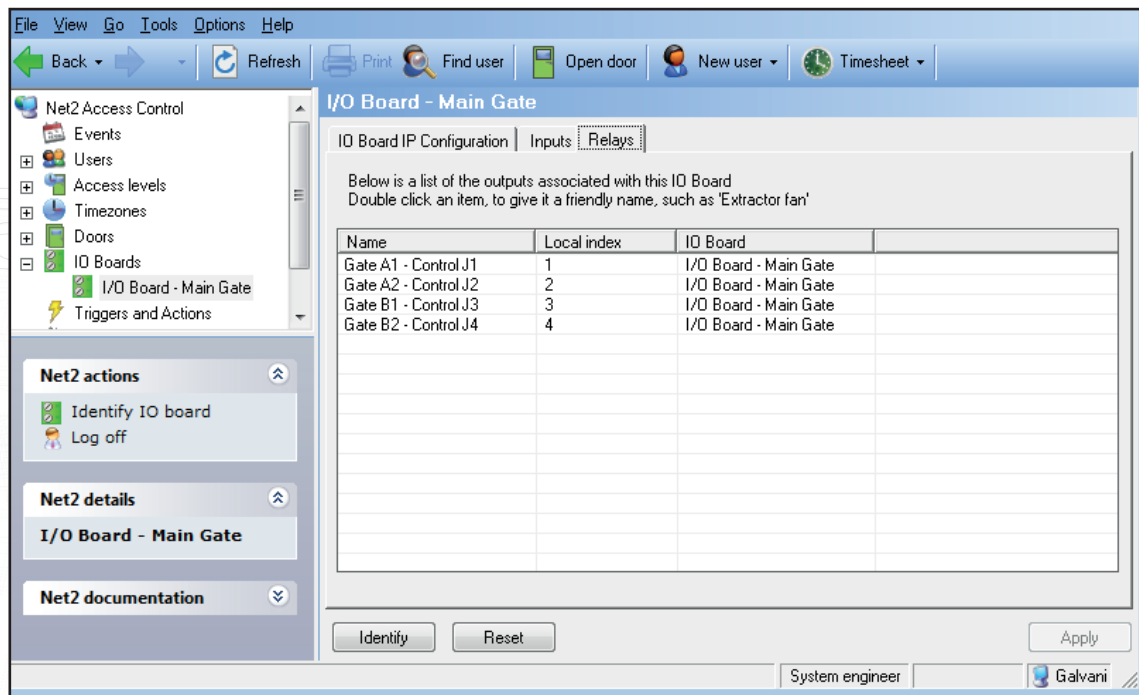 File View Go Tools Options Help
Back Refresh Print Find user Open door New user Timesheet
Net2 Access Control
Events
Users
Access levels
Timezones
Doors
IO Boards
I/O Board - Main Gate
Triggers and Actions
Net2 actions
Identify IO board
Log off
Net2 details
I/O Board - Main Gate
Net2 documentation
I/O Board - Main Gate
IO Board IP Configuration Inputs Relays
Below is a list of the outputs associated with this IO Board
Double click an item, to give it a friendly name, such as 'Extractor fan'
Name Local index IO Board
Gate A1 - Control J1 1 I/O Board - Main Gate
Gate A2 - Control J2 2 I/O Board - Main Gate
Gate B1 - Control J3 3 I/O Board - Main Gate
Gate B2 - Control J4 4 I/O Board - Main Gate
Identify Reset Apply
System engineer Galvani